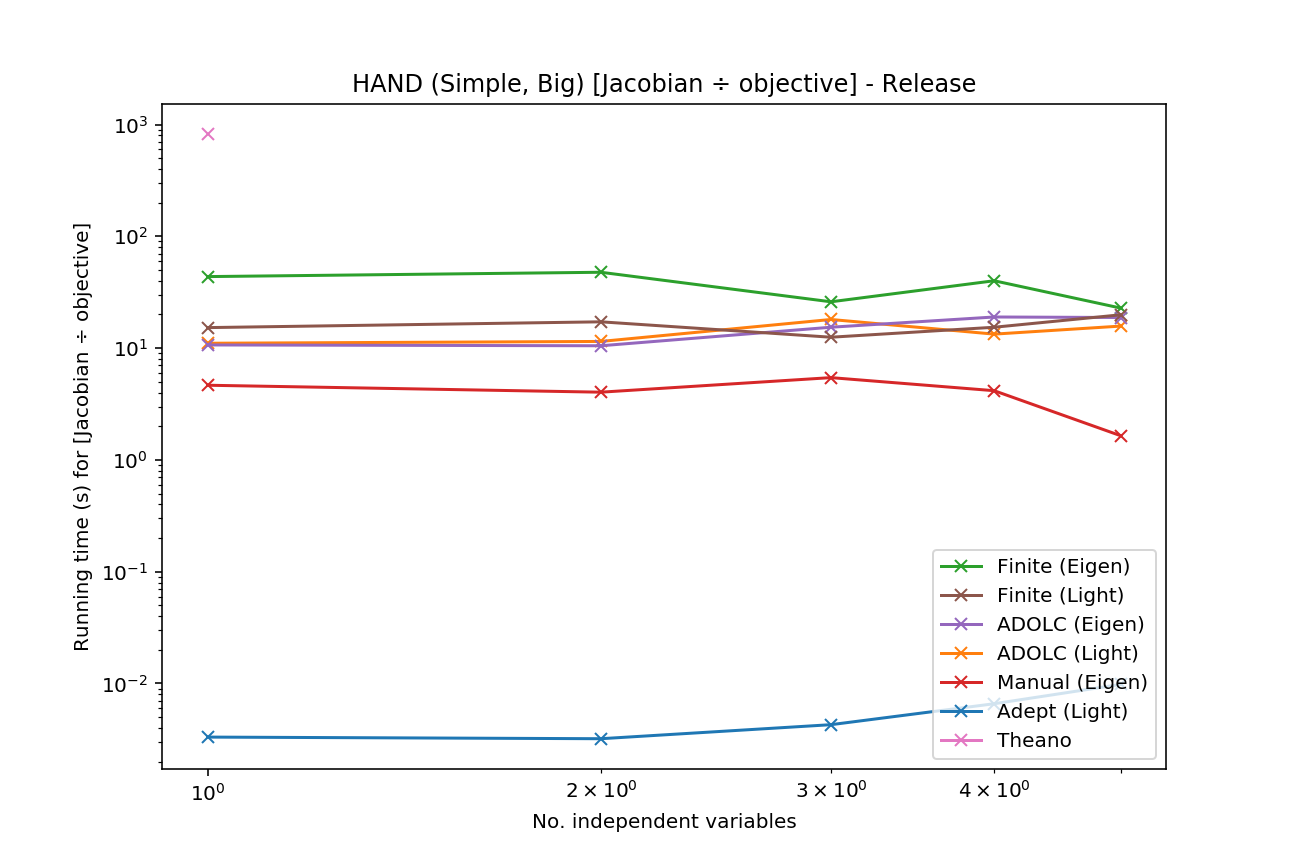 HAND (Simple, Big) [Jacobian ÷ objective] - Release
Running time (s) for [Jacobian ÷ objective]
10³
10²
10¹
10⁰
10⁻¹
10⁻²
Finite (Eigen)
Finite (Light)
ADOLC (Eigen)
ADOLC (Light)
Manual (Eigen)
Adept (Light)
Theano
10⁰ 2 × 10⁰ 3 × 10⁰ 4 × 10⁰
No. independent variables